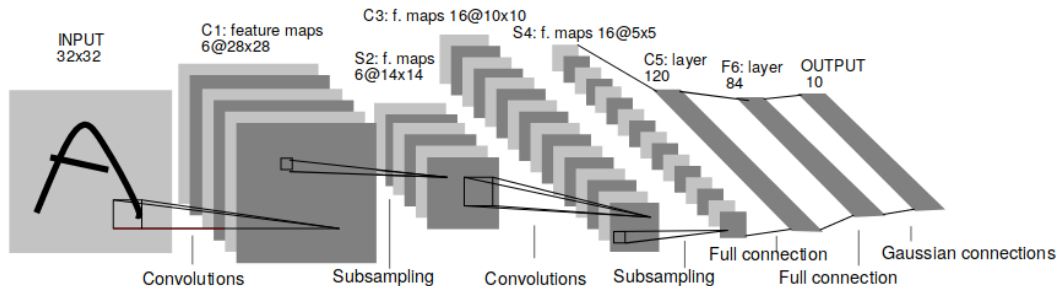 INPUT
32x32
C1: feature maps
6@28x28
S2: f. maps
6@14x14
C3: f. maps 16@10x10
S4: f. maps 16@5x5
C5: layer
120
F6: layer
84
OUTPUT
10
Convolutions
Subsampling
Convolutions
Subsampling
Full connection
Full connection
Gaussian connections